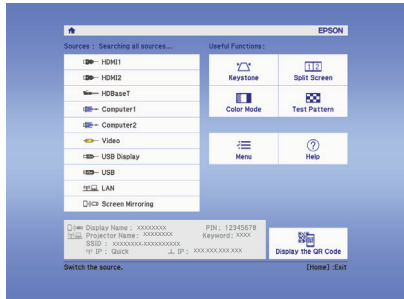 EPSON
Sources : Searching all sources...
Useful Functions:
HDMI1
HDMI2
HDBaseT
Computer1
Computer2
Video
USB Display
USB
LAN
Screen Mirroring
Keystone
1 2
Split Screen
Color Mode
Test Pattern
Menu
?
Help
Display Name : XXXXXXXX PIN: 12345678
Projector Name: XXXXXXXX Keyword: XXXX
SSID : XXXXXXXX-XXXXXXXXXX
IP : Quick IP : XXX.XXX.XXX.XXX
Display the QR Code
Switch the source.
[Home] :Exit